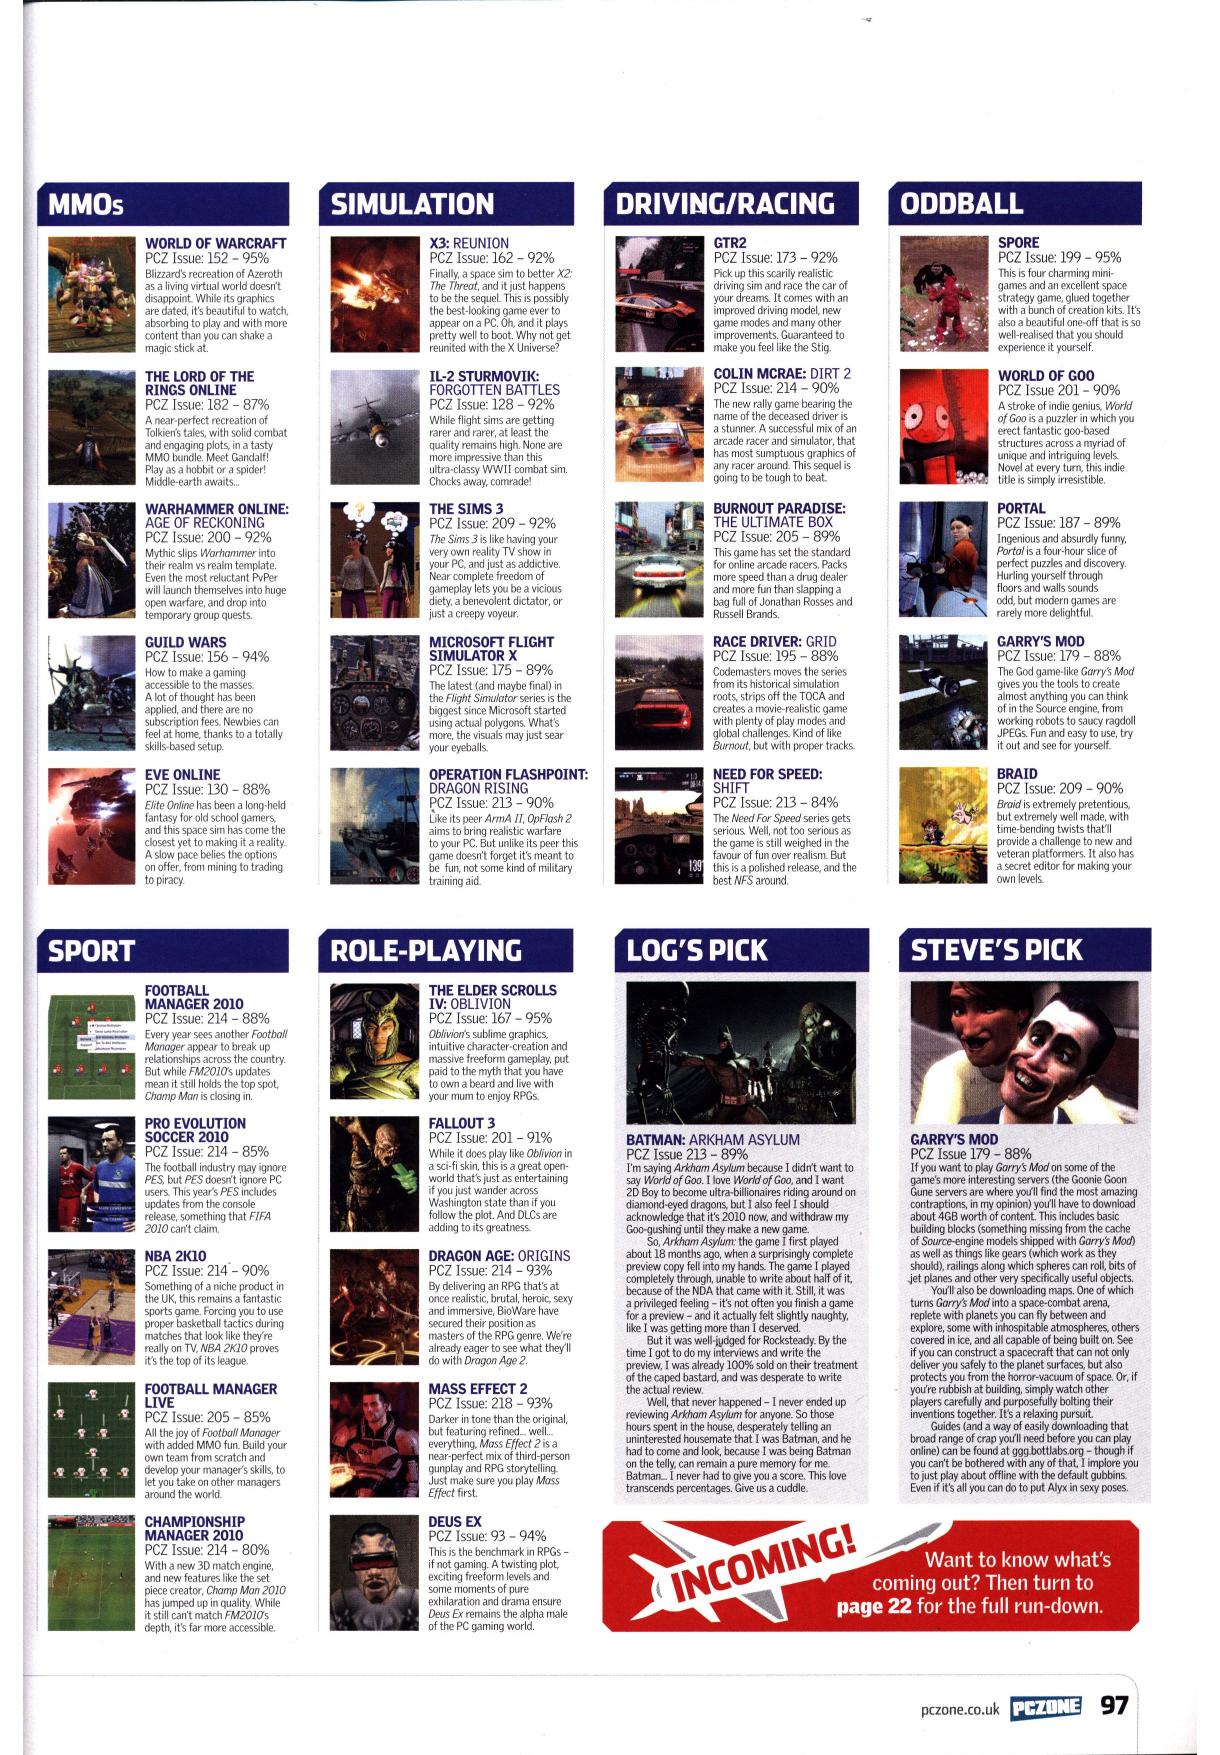 MMOs
WORLD OF WARCRAFT
PCZ Issue: 152 – 95%
Blizzard's recreation of Azeroth
as a living virtual world doesn't
disappoint. While its graphics
are dated, it's beautiful to watch,
absorbing to play and with more
content than you can shake a
magic stick at.
THE LORD OF THE
RINGS ONLINE
PCZ Issue: 182 – 87%
A near-perfect recreation of
Tolkien's tales, with solid combat
and engaging plots, in a tasty
MMO bundle. Meet Gandalf!
Play as a hobbit or a spider!
Middle-earth awaits...
WARHAMMER ONLINE:
AGE OF RECKONING
PCZ Issue: 200 – 92%
Mythic slips Warhammer into
their realm vs realm template.
Even the most reluctant PvPer
will launch themselves into huge
open warfare, and drop into
temporary group quests.
GUILD WARS
PCZ Issue: 156 – 94%
How to make a gaming
accessible to the masses.
A lot of thought has been
applied, and there are no
subscription fees. Newbies can
feel at home, thanks to a totally
skills-based setup.
EVE ONLINE
PCZ Issue: 130 – 88%
Elite Online has been a long-held
fantasy for old school gamers,
and this space sim has come the
closest yet to making it a reality.
A slow pace belies the options
on offer, from mining to trading
to piracy.
SIMULATION
X3: REUNION
PCZ Issue: 162 – 92%
Finally, a space sim to better X2:
The Threat, and it just happens
to be the sequel. This is possibly
the best-looking game ever to
appear on a PC. Oh, and it plays
pretty well to boot. Why not get
reunited with the X Universe?
IL-2 STURMOVIK:
FORGOTTEN BATTLES
PCZ Issue: 128 – 92%
While flight sims are getting
rarer and rarer, at least the
quality remains high. None are
more impressive than this
ultra-classy WWII combat sim.
Chocks away, comrade!
THE SIMS 3
PCZ Issue: 209 – 92%
The Sims 3 is like having your
very own reality TV show in
your PC, and just as addictive.
Near complete freedom of
gameplay lets you be a vicious
diety, a benevolent dictator, or
just a creepy voyeur.
MICROSOFT FLIGHT
SIMULATOR X
PCZ Issue: 175 – 89%
The latest (and maybe final) in
the Flight Simulator series is the
biggest since Microsoft started
using actual polygons. What's
more, the visuals may just sear
your eyeballs.
OPERATION FLASHPOINT:
DRAGON RISING
PCZ Issue: 213 – 90%
Like its peer ArmA II, OpFlash 2
aims to bring realistic warfare
to your PC. But unlike its peer this
game doesn't forget it's meant to
be fun, not some kind of military
training aid.
DRIVING/RACING
GTR2
PCZ Issue: 173 – 92%
Pick up this scarily realistic
driving sim and race the car of
your dreams. It comes with an
improved driving model, new
game modes and many other
improvements. Guaranteed to
make you feel like the Stig.
COLIN MCRAE: DIRT 2
PCZ Issue: 214 – 90%
The new rally game bearing the
name of the deceased driver is
a stunner. A successful mix of an
arcade racer and simulator, that
has most sumptuous graphics of
any racer around. This sequel is
going to be tough to beat.
BURNOUT PARADISE:
THE ULTIMATE BOX
PCZ Issue: 205 – 89%
This game has set the standard
for online arcade racers. Packs
more speed than a drug dealer
and more fun than slapping a
bag full of Jonathan Rosses and
Russell Brands.
RACE DRIVER: GRID
PCZ Issue: 195 – 88%
Codemasters moves the series
from its historical simulation
roots, strips off the TOCA and
creates a movie-realistic game
with plenty of play modes and
global challenges. Kind of like
Burnout, but with proper tracks.
NEED FOR SPEED:
SHIFT
PCZ Issue: 213 – 84%
The Need For Speed series gets
serious. Well, not too serious as
the game is still weighed in the
favour of fun over realism. But
this is a polished release, and the
best NFS around.
ODDBALL
SPORE
PCZ Issue: 199 – 95%
This is four charming mini-
games and an excellent space
strategy game, glued together
with a bunch of creation kits. It's
also a beautiful one-off that is so
well-realised that you should
experience it yourself.
WORLD OF GOO
PCZ Issue 201 – 90%
A stroke of indie genius, World
of Goo is a puzzler in which you
erect fantastic goo-based
structures across a myriad of
unique and intriguing levels.
Novel at every turn, this indie
title is simply irresistible.
PORTAL
PCZ Issue: 187 – 89%
Ingenious and absurdly funny,
Portal is a four-hour slice of
perfect puzzles and discovery.
Hurling yourself through
floors and walls sounds
odd, but modern games are
rarely more delightful.
GARRY'S MOD
PCZ Issue: 179 – 88%
The God game-like Garry's Mod
gives you the tools to create
almost anything you can think
of in the Source engine, from
working robots to saucy ragdoll
JPEGs. Fun and easy to use, try
it out and see for yourself.
BRAID
PCZ Issue: 209 – 90%
Braid is extremely pretentious,
but extremely well made, with
time-bending twists that'll
provide a challenge to new and
veteran platformers. It also has
a secret editor for making your
own levels.
SPORT
FOOTBALL
MANAGER 2010
PCZ Issue: 214 – 88%
Every year sees another Football
Manager appear to break up
relationships across the country.
But while FM2010's updates
mean it still holds the top spot,
Champ Man is closing in.
PRO EVOLUTION
SOCCER 2010
PCZ Issue: 214 – 85%
The football industry may ignore
PES, but PES doesn't ignore PC
users. This year's PES includes
updates from the console
release, something that FIFA
2010 can't claim.
NBA 2K10
PCZ Issue: 214 – 90%
Something of a niche product in
the UK, this remains a fantastic
sports game. Forcing you to use
proper basketball tactics during
matches that look like they're
really on TV, NBA 2K10 proves
it's the top of its league.
FOOTBALL MANAGER
LIVE
PCZ Issue: 205 – 85%
All the joy of Football Manager
with added MMO fun. Build your
own team from scratch and
develop your manager's skills, to
let you take on other managers
around the world.
CHAMPIONSHIP
MANAGER 2010
PCZ Issue: 214 – 80%
With a new 3D match engine,
and new features like the set
piece creator, Champ Man 2010
has jumped up in quality. While
it still can't match FM2010's
depth, it's far more accessible.
ROLE-PLAYING
THE ELDER SCROLLS
IV: OBLIVION
PCZ Issue: 167 – 95%
Oblivion's sublime graphics,
intuitive character-creation and
massive freeform gameplay, put
paid to the myth that you have
to own a beard and live with
your mum to enjoy RPGs.
FALLOUT 3
PCZ Issue: 201 – 91%
While it does play like Oblivion in
a sci-fi skin, this is a great open-
world that's just as entertaining
if you just wander across
Washington state than if you
follow the plot. And DLCs are
adding to its greatness.
DRAGON AGE: ORIGINS
PCZ Issue: 214 – 93%
By delivering an RPG that's at
once realistic, brutal, heroic, sexy
and immersive, BioWare have
secured their position as
masters of the RPG genre. We're
already eager to see what they'll
do with Dragon Age 2.
MASS EFFECT 2
PCZ Issue: 218 – 93%
Darker in tone than the original,
but featuring refined... well...
everything, Mass Effect 2 is a
near-perfect mix of third-person
gunplay and RPG storytelling.
Just make sure you play Mass
Effect first.
DEUS EX
PCZ Issue: 93 – 94%
This is the benchmark in RPGs –
if not gaming. A twisting plot,
exciting freeform levels and
some moments of pure
exhilaration and drama ensure
Deus Ex remains the alpha male
of the PC gaming world.
LOG'S PICK
BATMAN: ARKHAM ASYLUM
PCZ Issue 213 – 89%
I'm saying Arkham Asylum because I didn't want to
say World of Goo. I love World of Goo, and I want
2D Boy to become ultra-billionaires riding around on
diamond-eyed dragons, but I also feel I should
acknowledge that it's 2010 now, and withdraw my
Goo-gushing until they make a new game.
So, Arkham Asylum: the game I first played
about 18 months ago, when a surprisingly complete
preview copy fell into my hands. The game I played
completely through, unable to write about half of it,
because of the NDA that came with it. Still, it was
a privileged feeling – it's not often you finish a game
for a preview – and it actually felt slightly naught,
like I was getting more than I deserved.
But it was well-judged for Rocksteady. By the
time I got to do my interviews and write the
preview, I was already 100% sold on their treatment
of the caped bastard, and was desperate to write
the actual review.
Well, that never happened – I never ended up
reviewing Arkham Asylum for anyone. So those
hours spent in the house, desperately telling an
uninterested housemate that I was Batman, and he
had to come and look, because I was being Batman
on the telly, can remain a pure memory for me.
Batman... I never had to give you a score. This love
transcends percentages. Give us a cuddle.
STEVE'S PICK
GARRY'S MOD
PCZ Issue 179 – 88%
If you want to play Garry's Mod on some of the
game's more interesting servers (the Goonie Goon
Gune servers are where you'll find the most amazing
contraptions, in my opinion) you'll have to download
about 4GB worth of content. This includes basic
building blocks (something missing from the cache
of Source-engine models shipped with Garry's Mod)
as well as things like gears (which work as they
should), railings along which spheres can roll, bits of
jet planes and other very specifically useful objects.
You'll also be downloading maps. One of which
turns Garry's Mod into a space-combat arena,
replete with planets you can fly between and
explore, some with inhospitable atmospheres, others
covered in ice, and all capable of being built on. See
if you can construct a spacecraft that can not only
deliver you safely to the planet surfaces, but also
protects you from the horror-vacuum of space. Or, if
you're rubbish at building, simply watch other
players carefully and purposefully bolting their
inventions together. It's a relaxing pursuit.
Guides (and a way of easily downloading that
broad range of crap you'll need before you can play
online) can be found at ggg.bottlabs.org – though if
you can't be bothered with any of that, I implore you
to just play about offline with the default gubbins.
Even if it's all you can do to put Alyx in sexy poses.
INCOMING!
Want to know what's
coming out? Then turn to
page 22 for the full run-down.
pczone.co.uk PCZONE 97